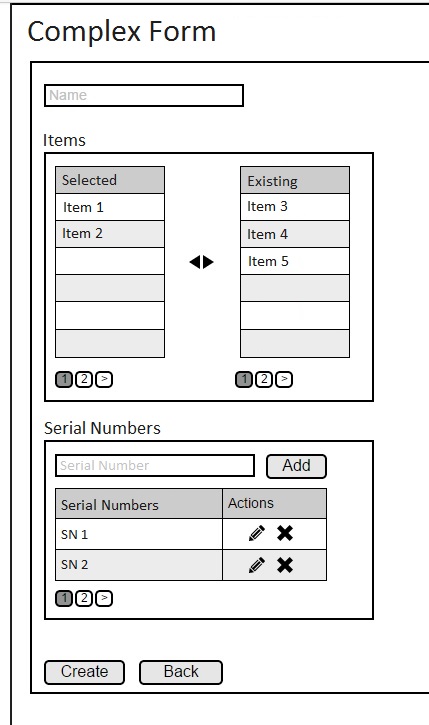 Complex Form
Name
Items
Selected Existing
Item 1 Item 3
Item 2 Item 4
Item 5
1 2 > 1 2 >
Serial Numbers
Serial Number Add
Serial Numbers Actions
SN 1
SN 2
1 2 >
Create Back